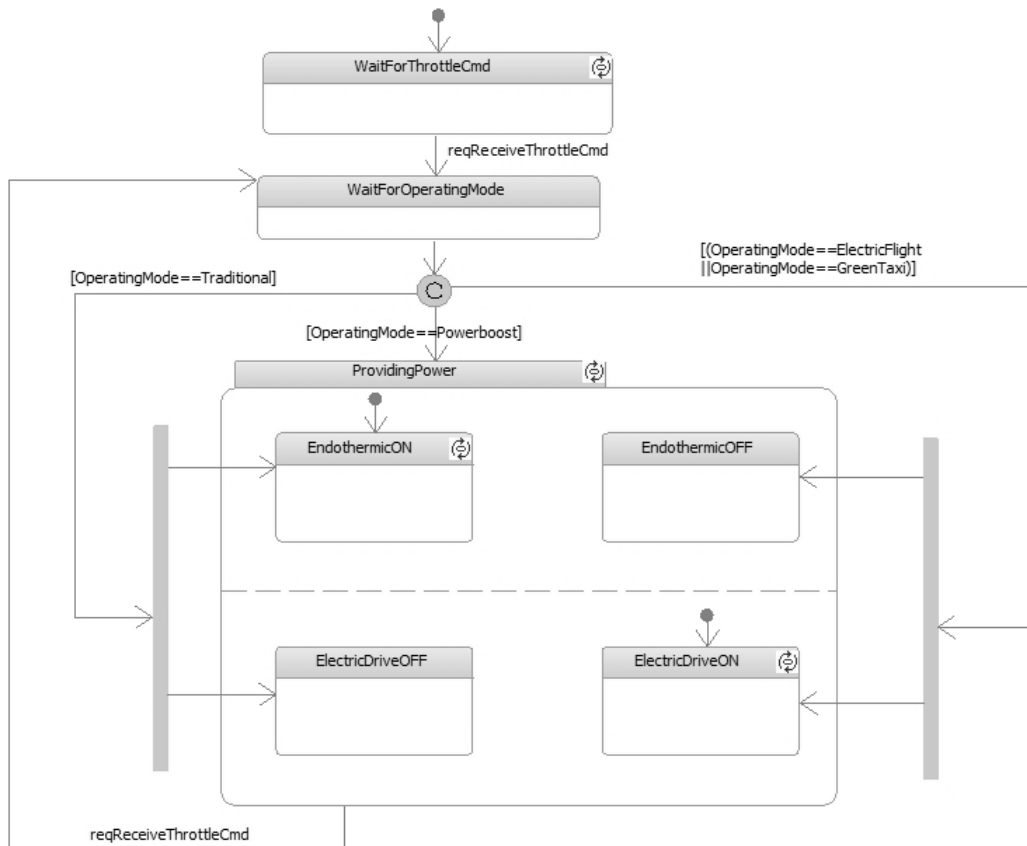 WaitForThrottleCmd
reqReceiveThrottleCmd
WaitForOperatingMode
[OperatingMode==Traditional]
[(OperatingMode==ElectricFlight
||OperatingMode==GreenTaxi)]
C
[OperatingMode==Powerboost]
ProvidingPower
EndothermicON
EndothermicOFF
ElectricDriveOFF
ElectricDriveON
reqReceiveThrottleCmd